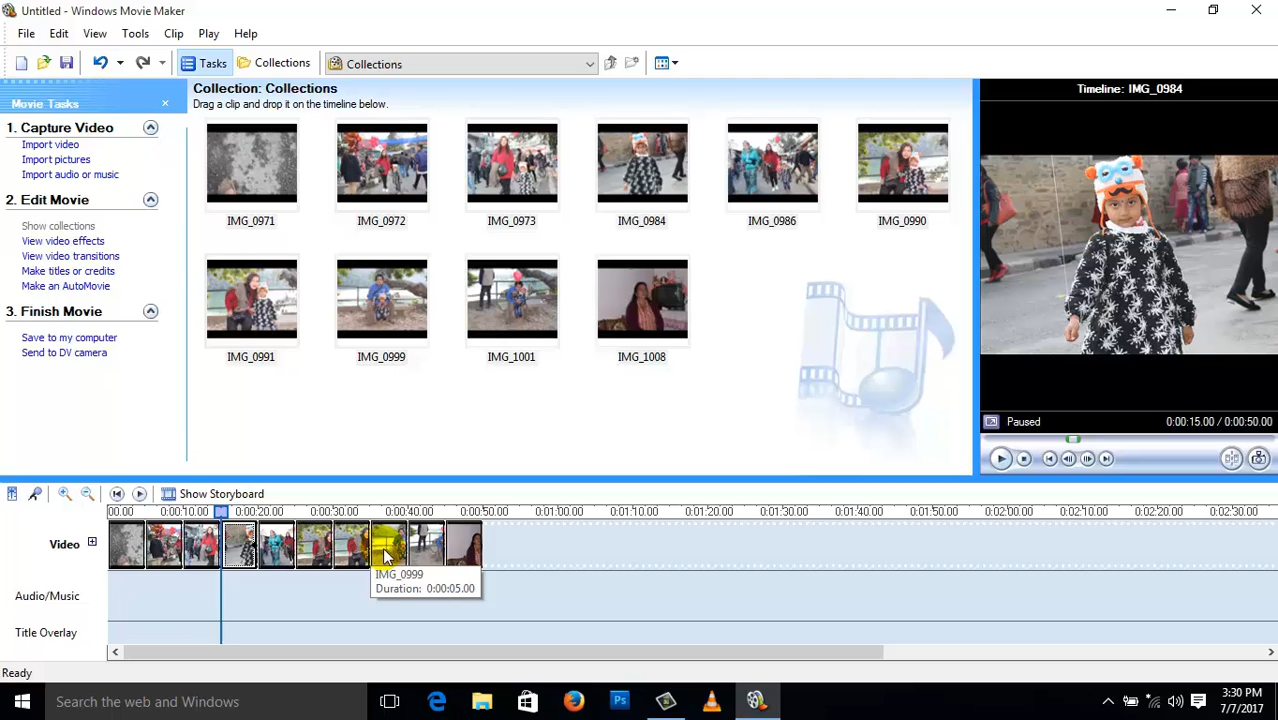 Untitled - Windows Movie Maker
File Edit View Tools Clip Play Help
Tasks Collections Collections
Movie Tasks
1. Capture Video
Import video
Import pictures
Import audio or music
2. Edit Movie
Show collections
View video effects
View video transitions
Make titles or credits
Make an AutoMovie
3. Finish Movie
Save to my computer
Send to DV camera
Collection: Collections
Drag a clip and drop it on the timeline below.
IMG_0971 IMG_0972 IMG_0973 IMG_0984 IMG_0986 IMG_0990
IMG_0991 IMG_0999 IMG_1001 IMG_1008
Timeline: IMG_0984
Paused 0:00:15.00 / 0:00:50.00
Show Storyboard
00.00 0:00:10.00 0:00:20.00 0:00:30.00 0:00:40.00 0:00:50.00 0:01:00.00 0:01:10.00 0:01:20.00 0:01:30.00 0:01:40.00 0:01:50.00 0:02:00.00 0:02:10.00 0:02:20.00 0:02:30.00
Video
IMG_0999
Duration: 0:00:05.00
Audio/Music
Title Overlay
Ready
Search the web and Windows
Ps
3:30 PM
7/7/2017